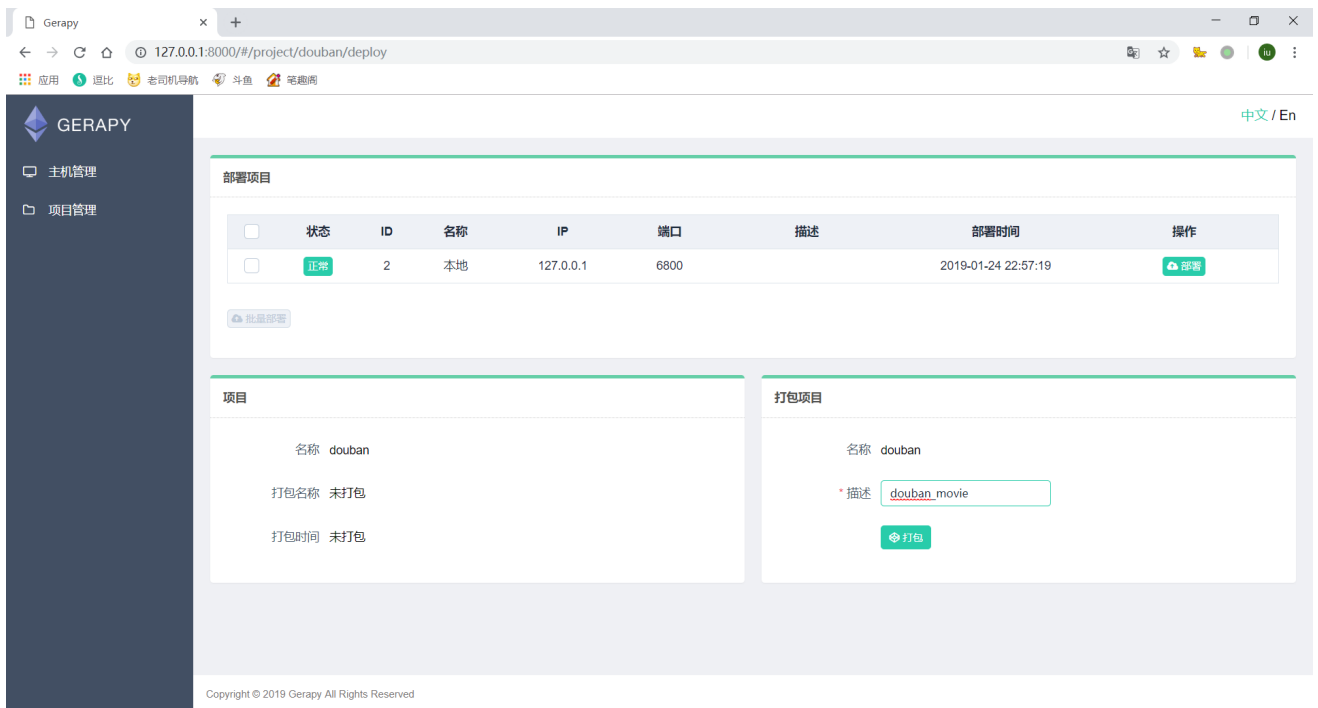 Gerapy
127.0.0.1:8000/#/project/douban/deploy
iu
应用 逗比 老司机导航 斗鱼 笔趣阁
GERAPY
中文 / En
主机管理
项目管理
部署项目
状态 ID 名称 IP 端口 描述 部署时间 操作
正常 2 本地 127.0.0.1 6800 2019-01-24 22:57:19 部署
批量部署
项目
名称 douban
打包名称 未打包
打包时间 未打包
打包项目
名称 douban
* 描述 douban_movie
打包
Copyright © 2019 Gerapy All Rights Reserved